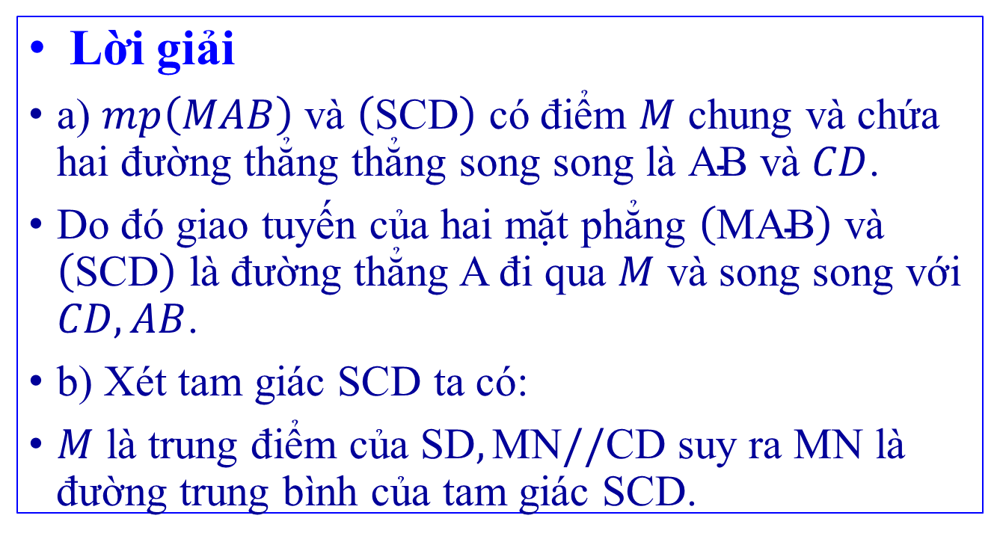 • Lời giải
• a) mp(MAB) và (SCD) có điểm M chung và chứa
hai đường thẳng thẳng song song là AB và CD.
• Do đó giao tuyến của hai mặt phẳng (MAB) và
(SCD) là đường thẳng A đi qua M và song song với
CD, AB.
• b) Xét tam giác SCD ta có:
• M là trung điểm của SD, MN//CD suy ra MN là
đường trung bình của tam giác SCD.